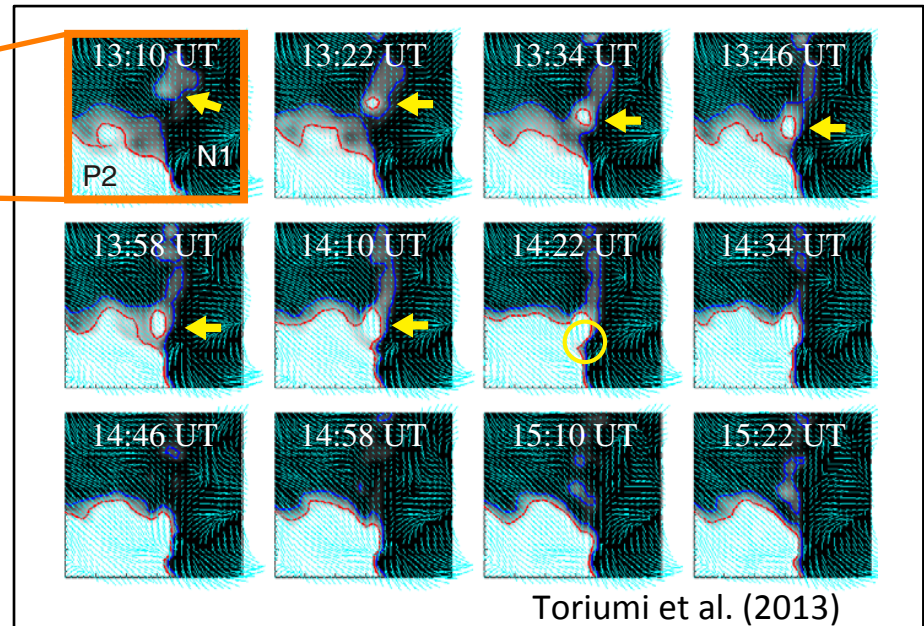 13:10 UT 13:22 UT 13:34 UT 13:46 UT
P2 N1
13:58 UT 14:10 UT 14:22 UT 14:34 UT
14:46 UT 14:58 UT 15:10 UT 15:22 UT
Toriumi et al. (2013)